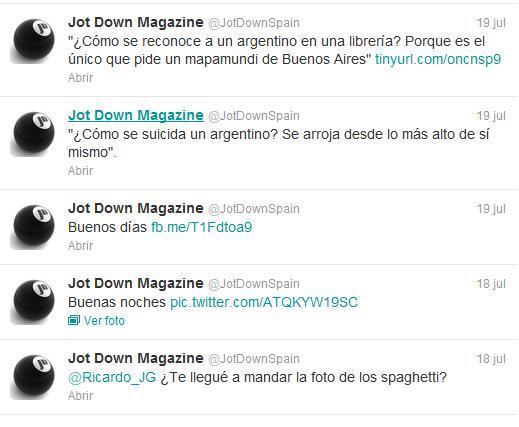 Jot Down Magazine @JotDownSpain 19 jul
"¿Cómo se reconoce a un argentino en una librería? Porque es el
único que pide un mapamundi de Buenos Aires" tinyurl.com/oncnsp9
Abrir
Jot Down Magazine @JotDownSpain 19 jul
"¿Cómo se suicida un argentino? Se arroja desde lo más alto de sí
mismo".
Abrir
Jot Down Magazine @JotDownSpain 19 jul
Buenos días fb.me/T1Fdtoa9
Abrir
Jot Down Magazine @JotDownSpain 18 jul
Buenas noches pic.twitter.com/ATQKYW19SC
Ver foto
Jot Down Magazine @JotDownSpain 18 jul
@Ricardo_JG ¿Te llegué a mandar la foto de los spaghetti?
Abrir